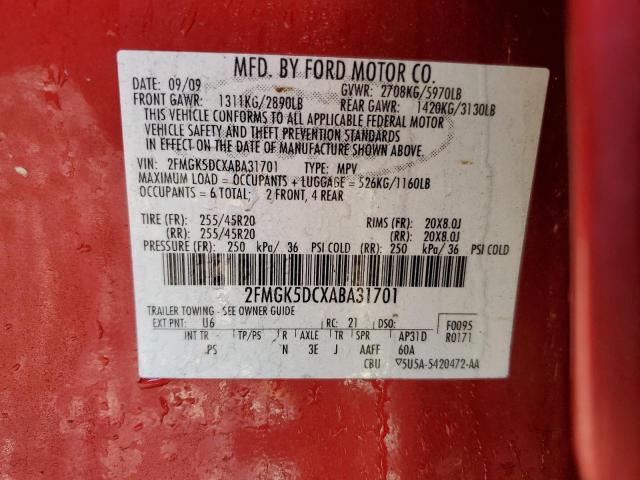 MFD. BY FORD MOTOR CO.
DATE: 09/09 GVWR: 2708KG/5970LB
FRONT GAWR: 1311KG/2890LB REAR GAWR: 1420KG/3130LB
THIS VEHICLE CONFORMS TO ALL APPLICABLE FEDERAL MOTOR
VEHICLE SAFETY AND THEFT PREVENTION STANDARDS
IN EFFECT ON THE DATE OF MANUFACTURE SHOWN ABOVE.
VIN: 2FMGK5DCXABA31701 TYPE: MPV
MAXIMUM LOAD = OCCUPANTS + LUGGAGE = 526KG/1160LB
OCCUPANTS = 6 TOTAL: 2 FRONT, 4 REAR
TIRE (FR): 255/45R20 RIMS (FR): 20X8.0J
(RR): 255/45R20 (RR): 20X8.0J
PRESSURE (FR): 250 kPa/ 36 PSI COLD (RR): 250 kPa/ 36 PSI COLD
2FMGK5DCXABA31701
TRAILER TOWING - SEE OWNER GUIDE
EXT PNT: U6 RC: 21 DSO: F0095
INT TR TP/PS R AXLE TR SPR AP31D R0171
PS N 3E J AAFF 60A
CBU 5U5A-5420472-AA